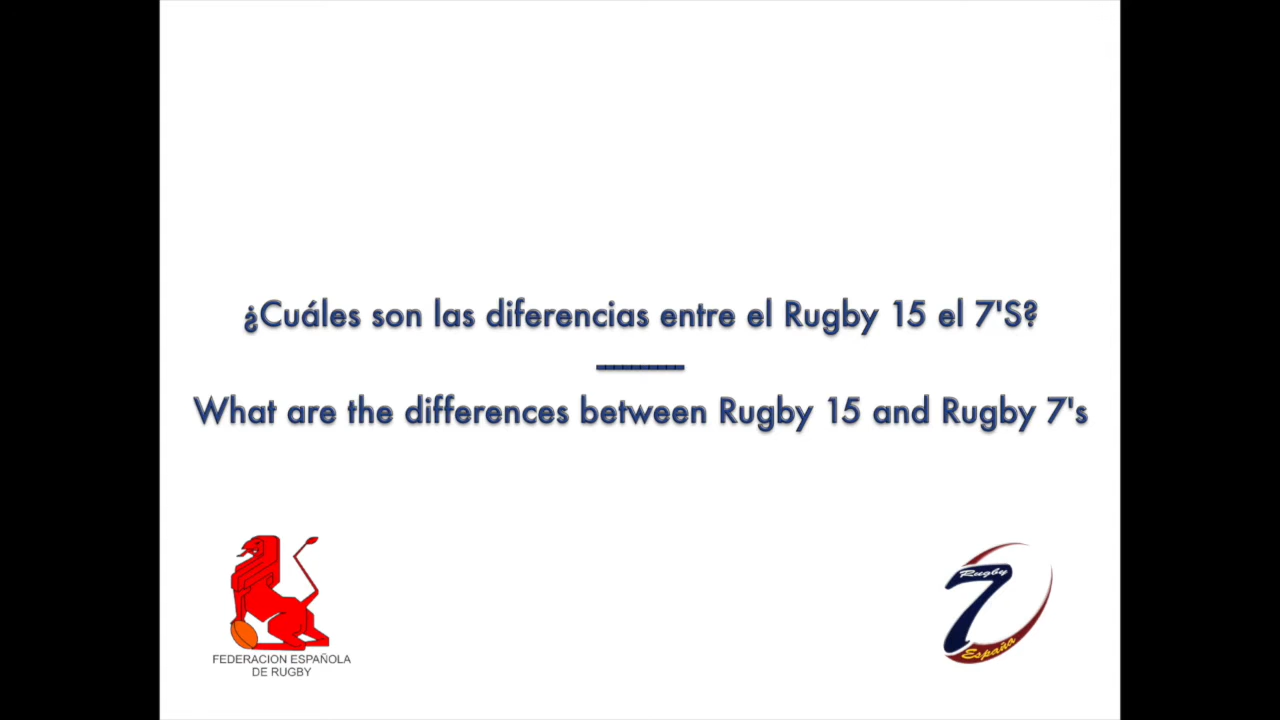 ¿Cuáles son las diferencias entre el Rugby 15 el 7'S?
----------
What are the differences between Rugby 15 and Rugby 7's
FEDERACION ESPAÑOLA
DE RUGBY
Rugby
7
España